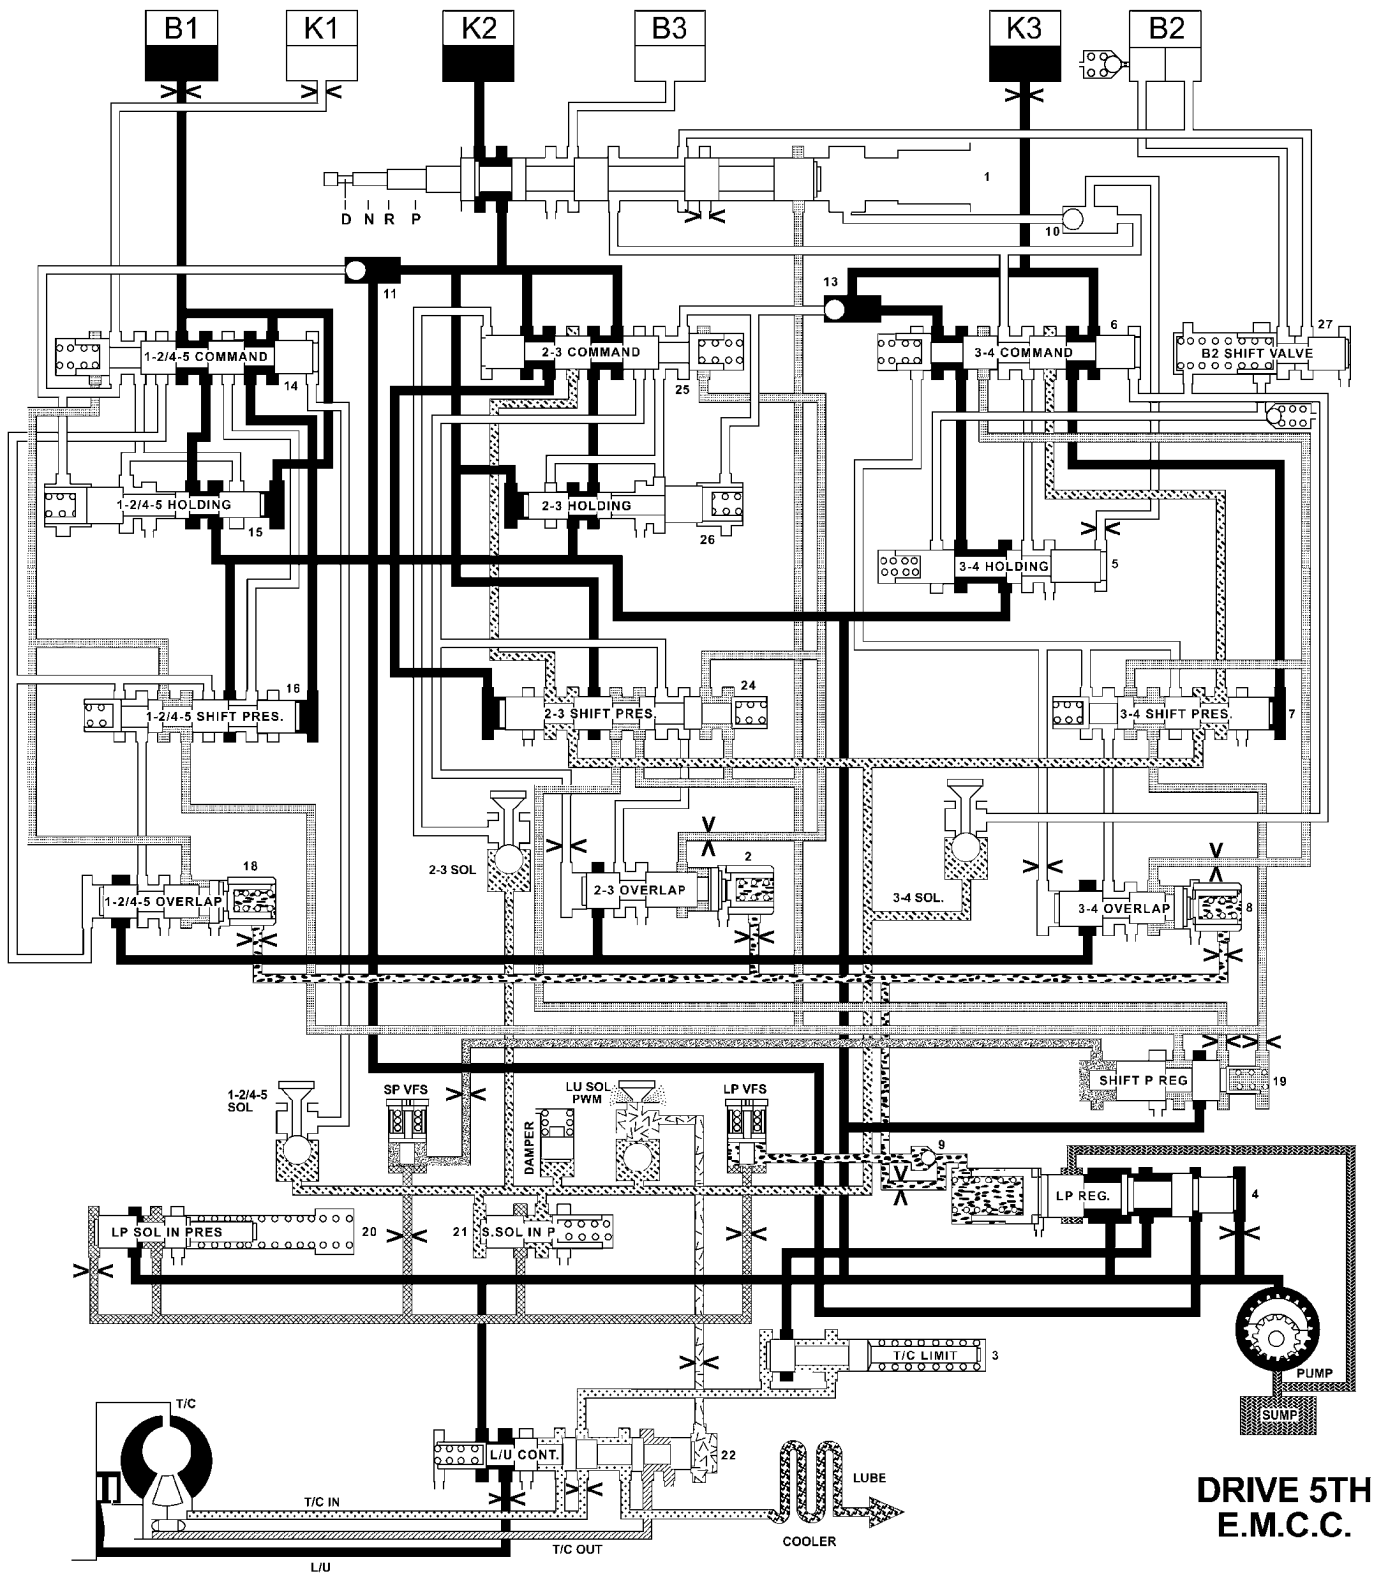 B1
K1
K2
B3
K3
B2
1
D N R P
10
11
13
27
1-2/4-5 COMMAND
14
2-3 COMMAND
25
3-4 COMMAND
6
B2 SHIFT VALVE
1-2/4-5 HOLDING
15
2-3 HOLDING
26
3-4 HOLDING
5
16
1-2/4-5 SHIFT PRES.
24
2-3 SHIFT PRES.
3-4 SHIFT PRES.
7
18
1-2/4-5 OVERLAP
2-3 SOL
2
2-3 OVERLAP
3-4 SOL.
3-4 OVERLAP
8
SHIFT P REG
19
1-2/4-5
SOL
SP VFS
DAMPER
LU SOL
PWM
LP VFS
9
LP REG.
4
LP SOL IN PRES
20
21
S.SOL IN P
T/C LIMIT
3
PUMP
SUMP
T/C
L/U CONT.
22
T/C IN
T/C OUT
L/U
LUBE
COOLER
DRIVE 5TH
E.M.C.C.